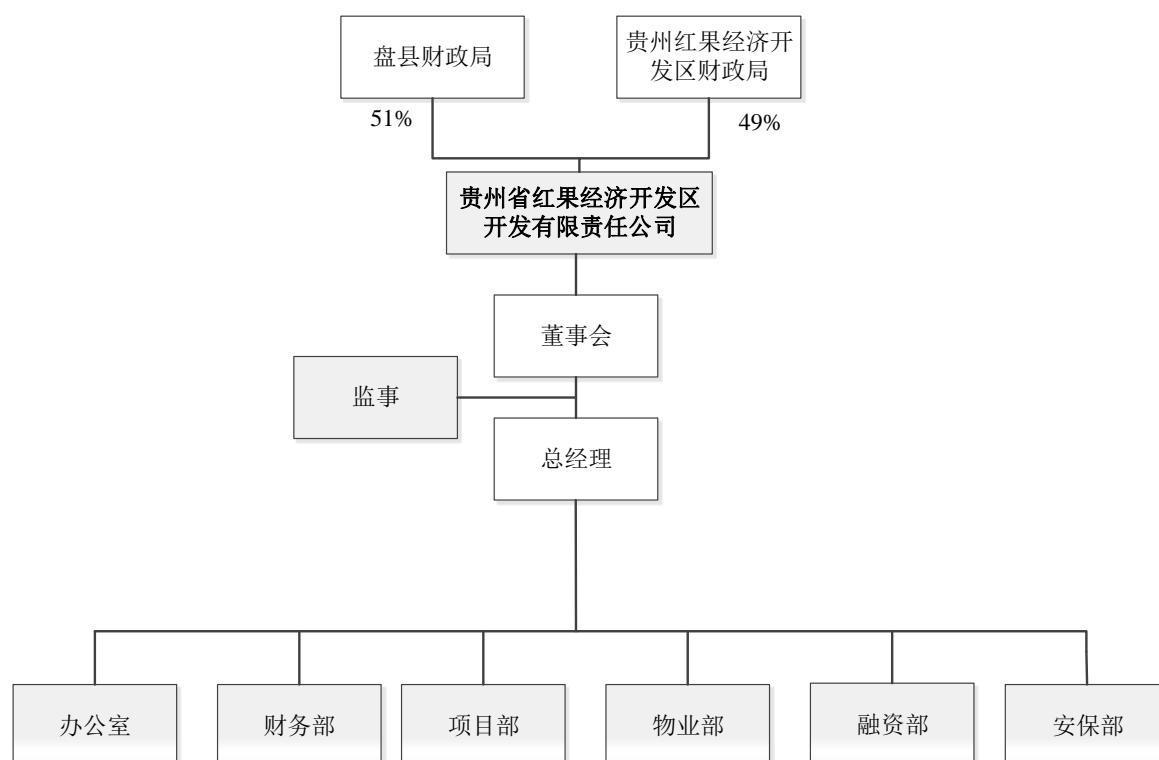 盘县财政局
贵州红果经济开
发区财政局
51%
49%
贵州省红果经济开发区
开发有限责任公司
董事会
监事
总经理
办公室
财务部
项目部
物业部
融资部
安保部